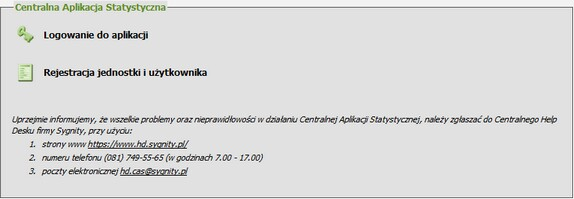 Centralna Aplikacja Statystyczna
Logowanie do aplikacji
Rejestracja jednostki i użytkownika
Uprzejmie informujemy, że wszelkie problemy oraz nieprawidłowości w działaniu Centralnej Aplikacji Statystycznej, należy zgłaszać do Centralnego Help
Desku firmy Sygnity, przy użyciu:
1. strony www https://www.hd.sygnity.pl/
2. numeru telefonu (081) 749-55-65 (w godzinach 7.00 - 17.00)
3. poczty elektronicznej hd.cas@sygnity.pl